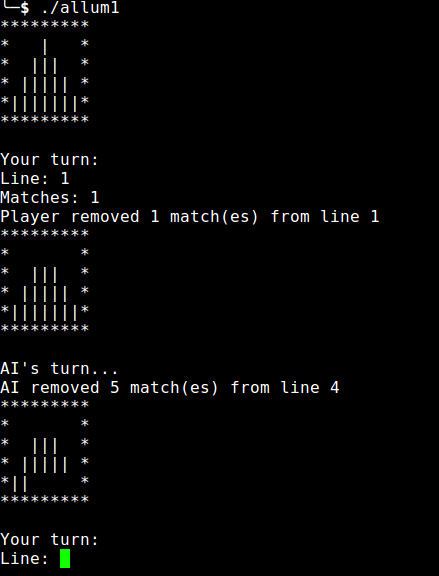 ╰─$ ./allum1
*********
*   |   *
*  |||  *
* ||||| *
*|||||||*
*********

Your turn:
Line: 1
Matches: 1
Player removed 1 match(es) from line 1
*********
*       *
*  |||  *
* ||||| *
*|||||||*
*********

AI's turn...
AI removed 5 match(es) from line 4
*********
*       *
*  |||  *
* ||||| *
*||     *
*********

Your turn:
Line: